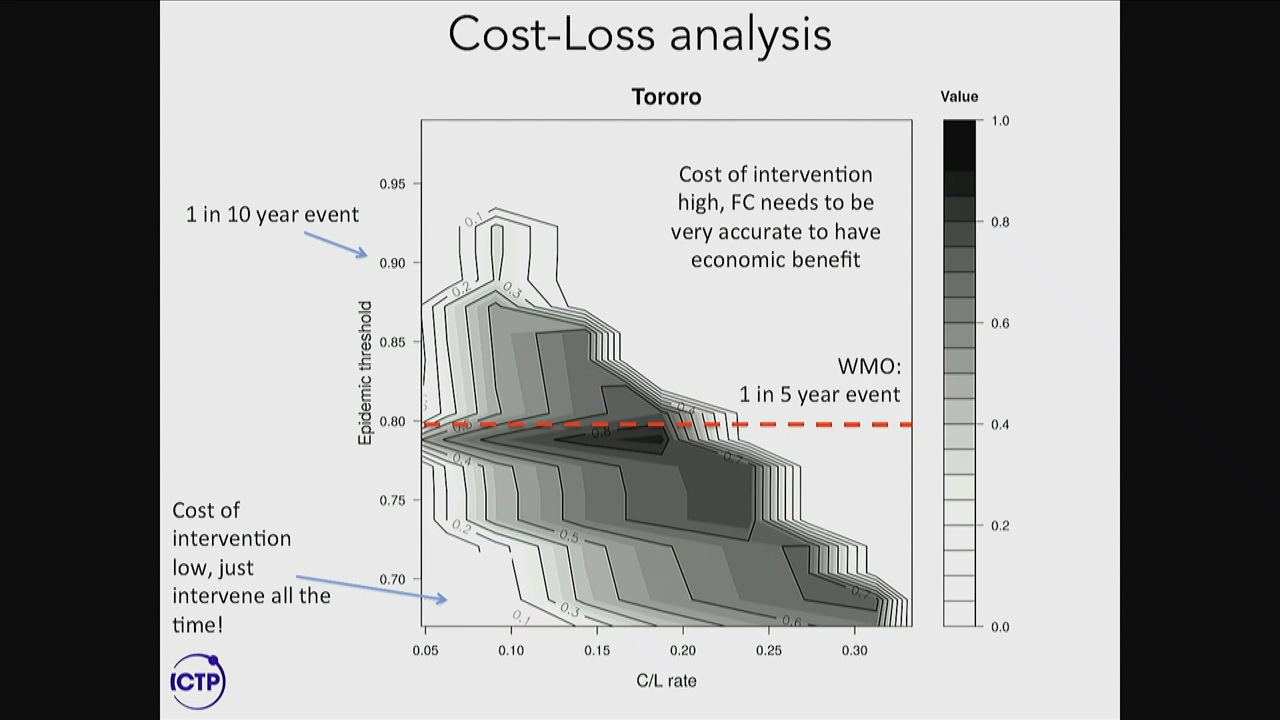 Cost-Loss analysis
Tororo
Value
1 in 10 year event
Cost of intervention
high, FC needs to be
very accurate to have
economic benefit
WMO:
1 in 5 year event
Cost of
intervention
low, just
intervene all the
time!
Epidemic threshold
0.95
0.90
0.85
0.80
0.75
0.70
0.1
0.2
0.3
0.4
0.6
0.8
0.7
0.4
0.2
0.5
0.1
0.3
0.6
0.7
0.05
0.10
0.15
0.20
0.25
0.30
C/L rate
1.0
0.8
0.6
0.4
0.2
0.0
ICTP